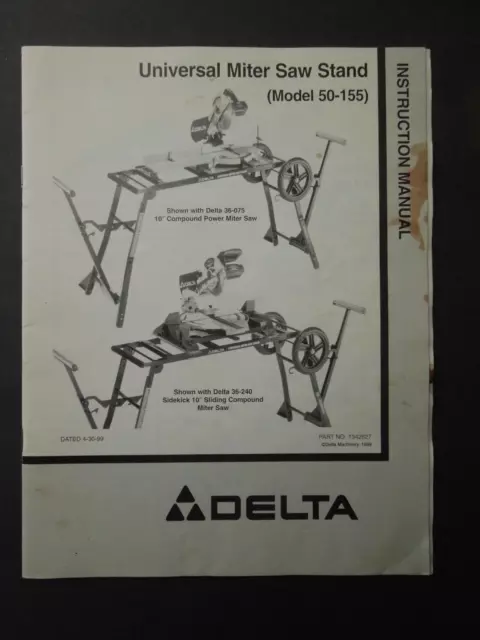 Universal Miter Saw Stand
(Model 50-155)
INSTRUCTION MANUAL
DELTA
Shown with Delta 36-075
10" Compound Power Miter Saw
Shown with Delta 36-240
Sidekick 10" Sliding Compound
Miter Saw
DATED 4-30-99
PART NO.
©Delta Machinery
DELTA